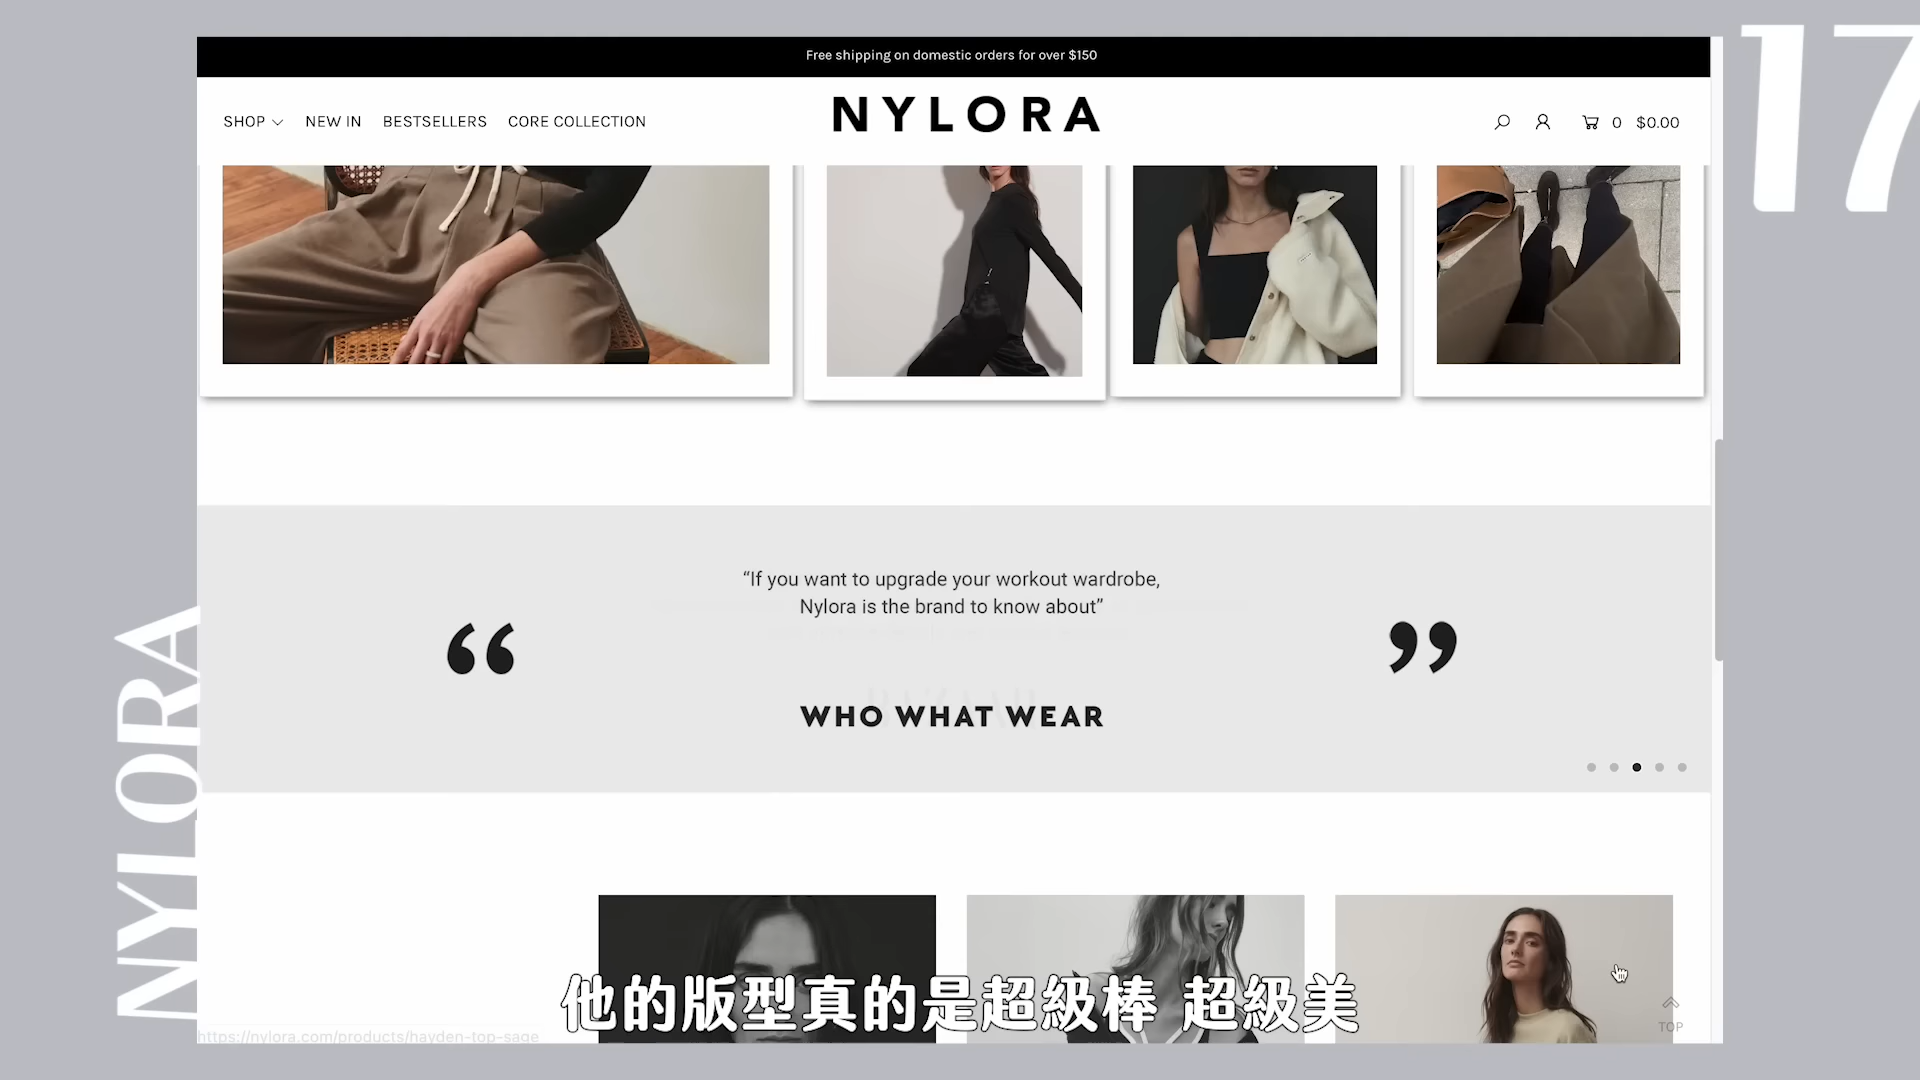 17
Free shipping on domestic orders for over $150
SHOP NEW IN BESTSELLERS CORE COLLECTION
NYLORA
0 $0.00
“If you want to upgrade your workout wardrobe,
Nylora is the brand to know about”
“ ”
WHO WHAT WEAR
NYLORA
他的版型真的是超級棒 超級美
TOP
https://nylora.com/products/hayden-top-sage